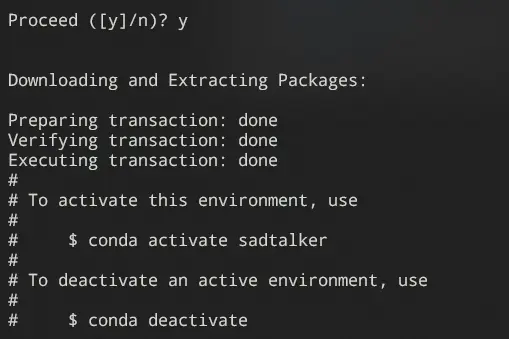 Proceed ([y]/n)? y
Downloading and Extracting Packages:
Preparing transaction: done
Verifying transaction: done
Executing transaction: done
#
# To activate this environment, use
#
#     $ conda activate sadtalker
#
# To deactivate an active environment, use
#
#     $ conda deactivate